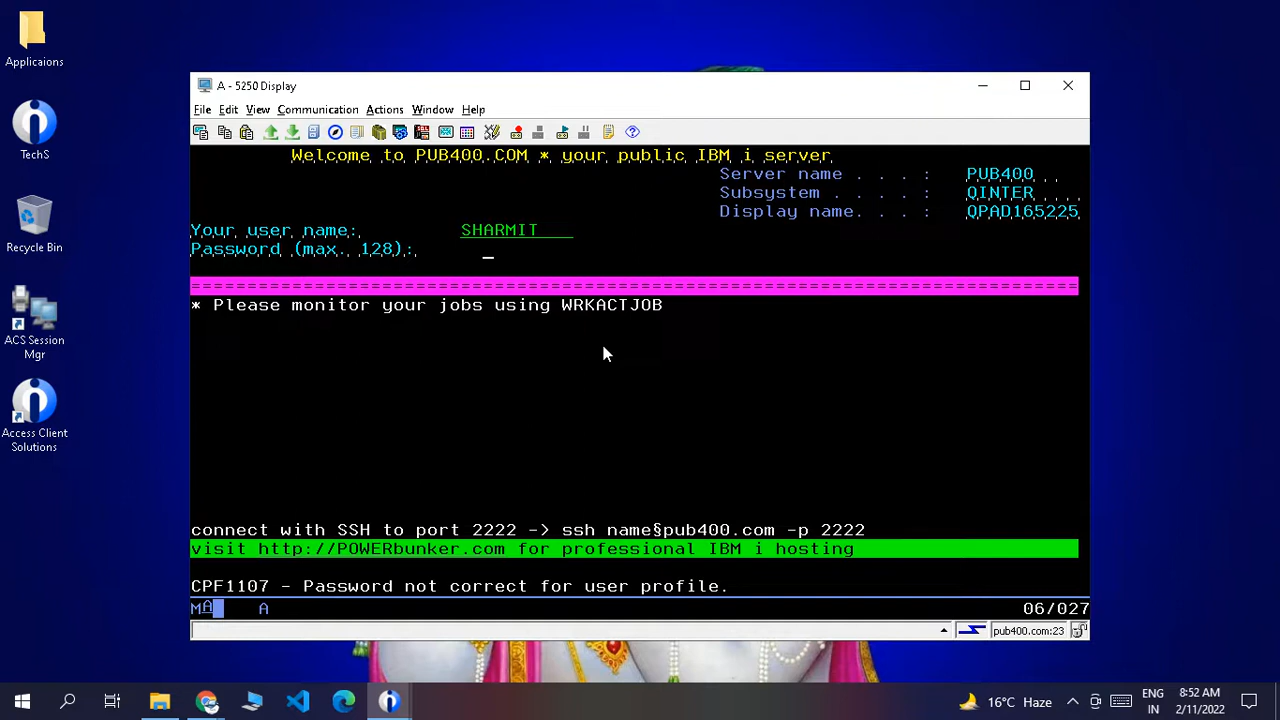 Applicaions
TechS
Recycle Bin
ACS Session
Mgr
Access Client
Solutions
A - 5250 Display
File Edit View Communication Actions Window Help
Welcome to PUB400.COM * your public IBM i server
Server name . . . : PUB400
Subsystem . . . . : QINTER
Display name. . . : QPAD165225
Your user name: SHARMIT
Password (max. 128):
===============================================================================
* Please monitor your jobs using WRKACTJOB
connect with SSH to port 2222 -> ssh name§pub400.com -p 2222
visit http://POWERbunker.com for professional IBM i hosting
CPF1107 - Password not correct for user profile.
MA A 06/027
pub400.com:23
16°C Haze
ENG
IN
8:52 AM
2/11/2022